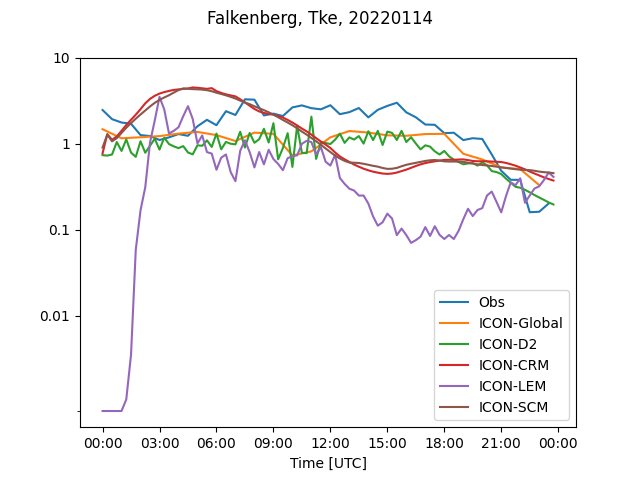 Falkenberg, Tke, 20220114
10
1
0.1
0.01
Obs
ICON-Global
ICON-D2
ICON-CRM
ICON-LEM
ICON-SCM
00:00 03:00 06:00 09:00 12:00 15:00 18:00 21:00 00:00
Time [UTC]